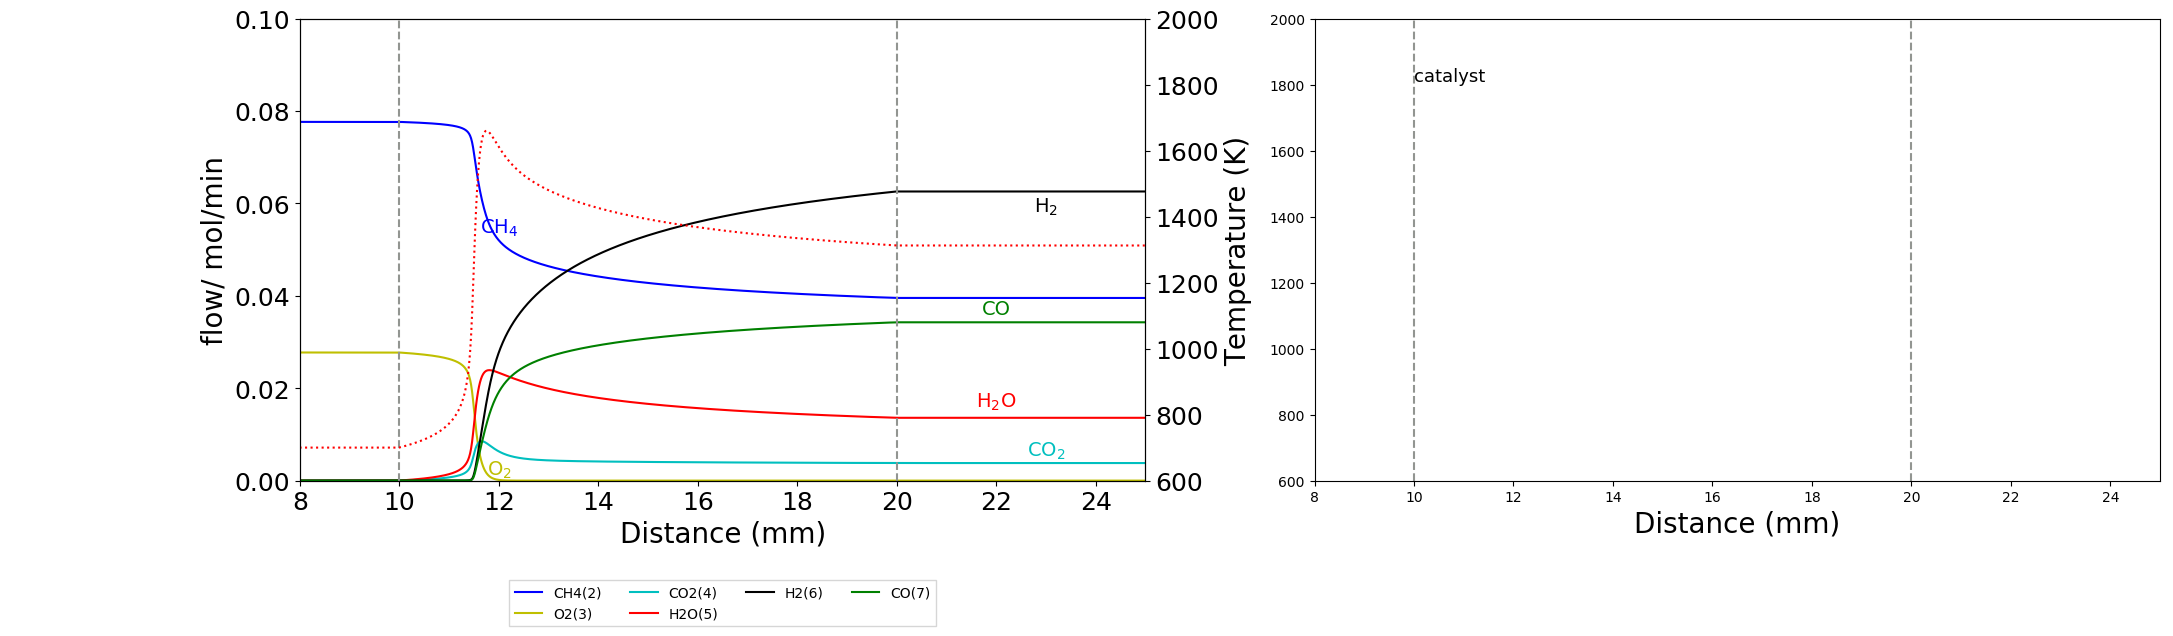 0.10
0.08
0.06
0.04
0.02
0.00
flow/ mol/min
8 10 12 14 16 18 20 22 24
Distance (mm)
2000
1800
1600
1400
1200
1000
800
600
Temperature (K)
CH₄
H₂
CO
H₂O
CO₂
O₂
CH4(2) CO2(4) H2(6) CO(7)
O2(3) H2O(5)
2000
1800
1600
1400
1200
1000
800
600
catalyst
8 10 12 14 16 18 20 22 24
Distance (mm)